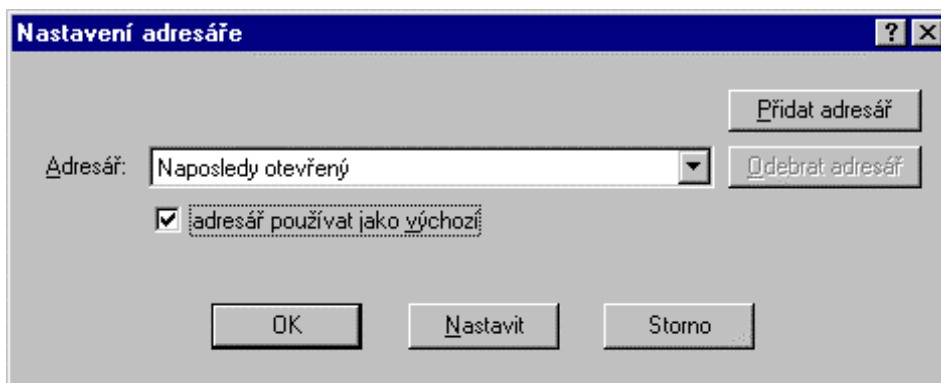 Nastavení adresáře
Přidat adresář
Adresář: Naposledy otevřený Odebrat adresář
adresář používat jako výchozí
OK Nastavit Storno